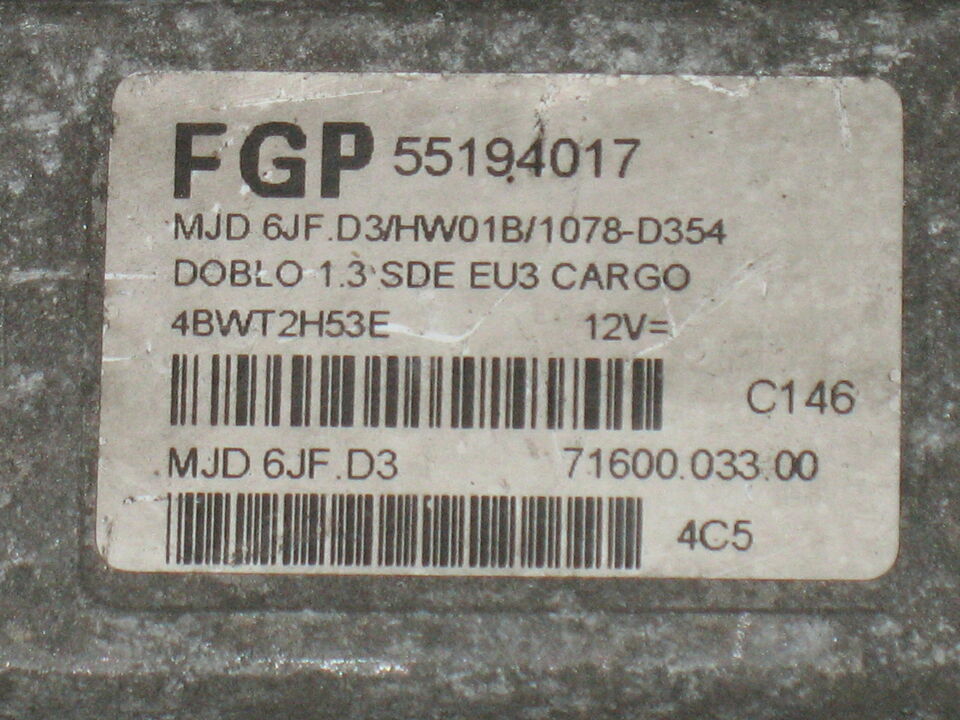 FGP 55194017
MJD 6JF.D3/HW01B/1078-D354
DOBLO 1.3 SDE EU3 CARGO
4BWT2H53E 12V=
C146
MJD 6JF.D3 71600.033.00
4C5